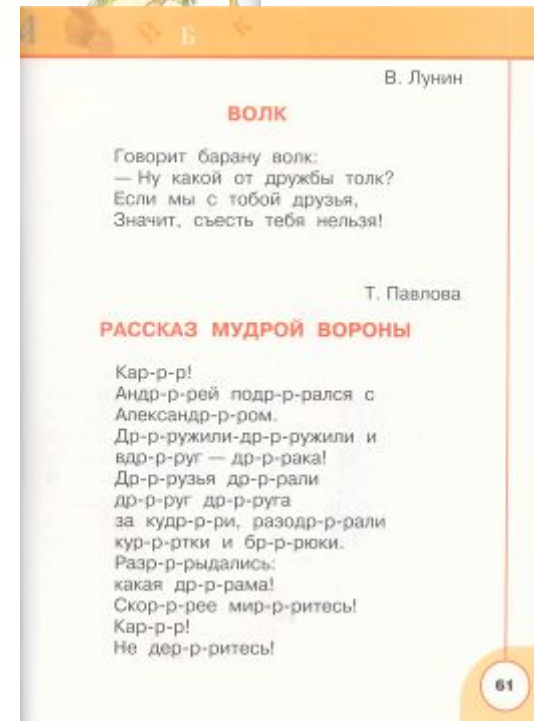 Б
В. Лунин
ВОЛК
Говорит барану волк:
— Ну какой от дружбы толк?
Если мы с тобой друзья,
Значит, съесть тебя нельзя!
Т. Павлова
РАССКАЗ МУДРОЙ ВОРОНЫ
Кар-р-р!
Андр-р-рей подр-р-рался с
Александр-р-ром.
Др-р-ружили-др-р-ружили и
вдр-р-руг — др-р-рака!
Др-р-рузья др-р-рали
др-р-руг др-р-руга
за кудр-р-ри, разодр-р-рали
кур-р-ртки и бр-р-рюки.
Разр-р-рыдались:
какая др-р-рама!
Скор-р-рее мир-р-ритесь!
Кар-р-р!
Не дер-р-ритесь!
61